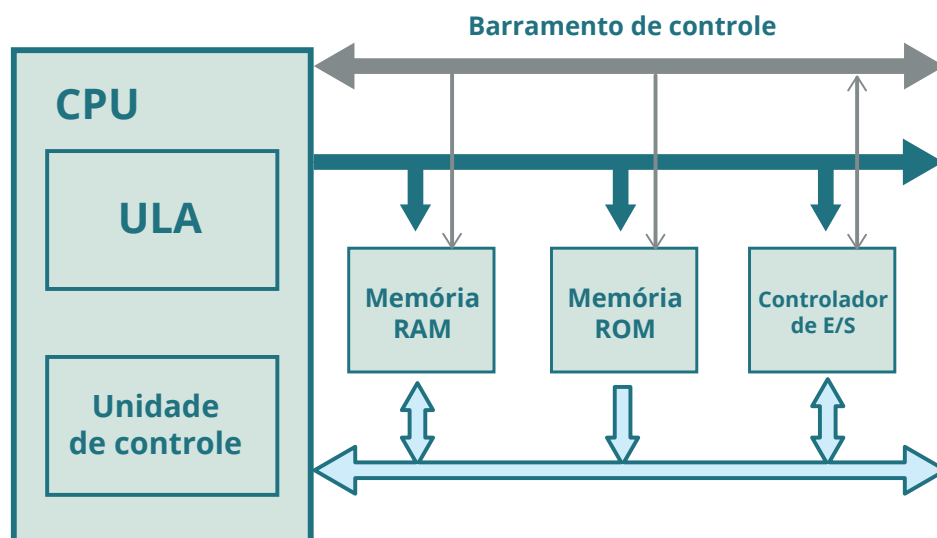 Barramento de controle
CPU
ULA
Memória
RAM
Memória
ROM
Controlador
de E/S
Unidade
de controle